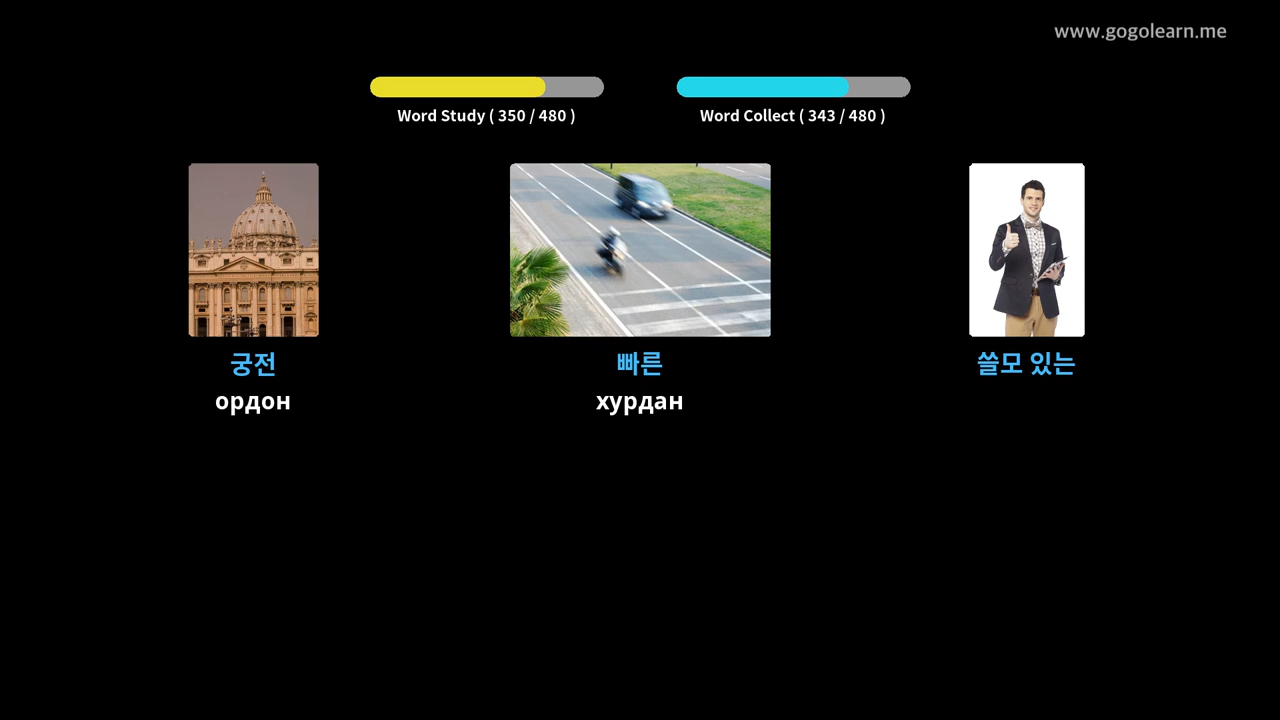 www.gogolearn.me
Word Study ( 350 / 480 )
Word Collect ( 343 / 480 )
궁전
ордон
빠른
хурдан
쓸모 있는